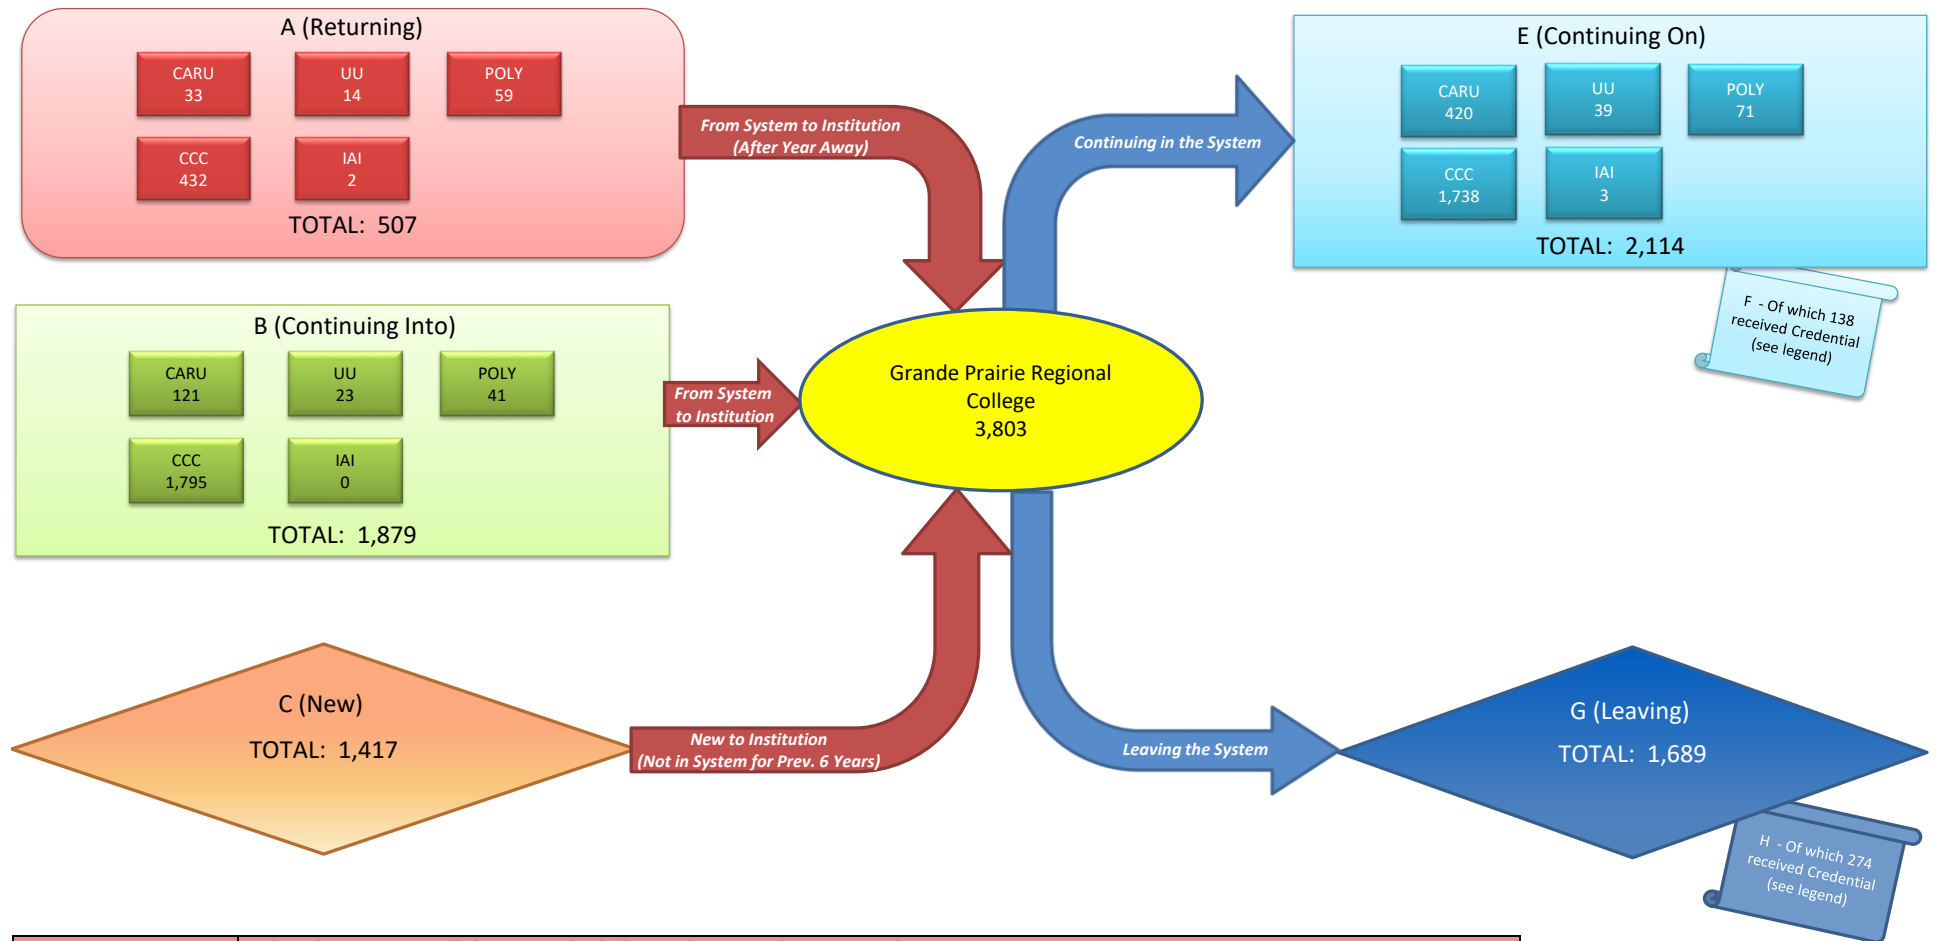 A (Returning)
CARU
33
UU
14
POLY
59
CCC
432
IAI
2
TOTAL: 507
From System to Institution
(After Year Away)
B (Continuing Into)
CARU
121
UU
23
POLY
41
CCC
1,795
IAI
0
TOTAL: 1,879
From System
to Institution
C (New)
TOTAL: 1,417
New to Institution
(Not in System for Prev. 6 Years)
Grande Prairie Regional
College
3,803
Continuing in the System
E (Continuing On)
CARU
420
UU
39
POLY
71
CCC
1,738
IAI
3
TOTAL: 2,114
F - Of which 138
received Credential
(see legend)
Leaving the System
G (Leaving)
TOTAL: 1,689
H - Of which 274
received Credential
(see legend)